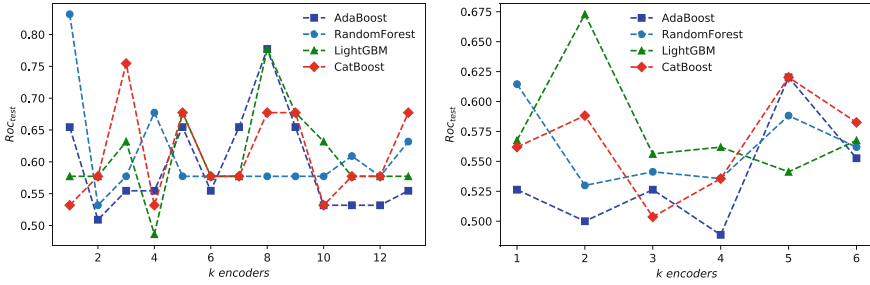 AdaBoost
RandomForest
LightGBM
CatBoost
0.80
0.75
0.70
0.65
0.60
0.55
0.50
Roc_test
2 4 6 8 10 12
k encoders
AdaBoost
RandomForest
LightGBM
CatBoost
0.675
0.650
0.625
0.600
0.575
0.550
0.525
0.500
Roc_test
1 2 3 4 5 6
k encoders